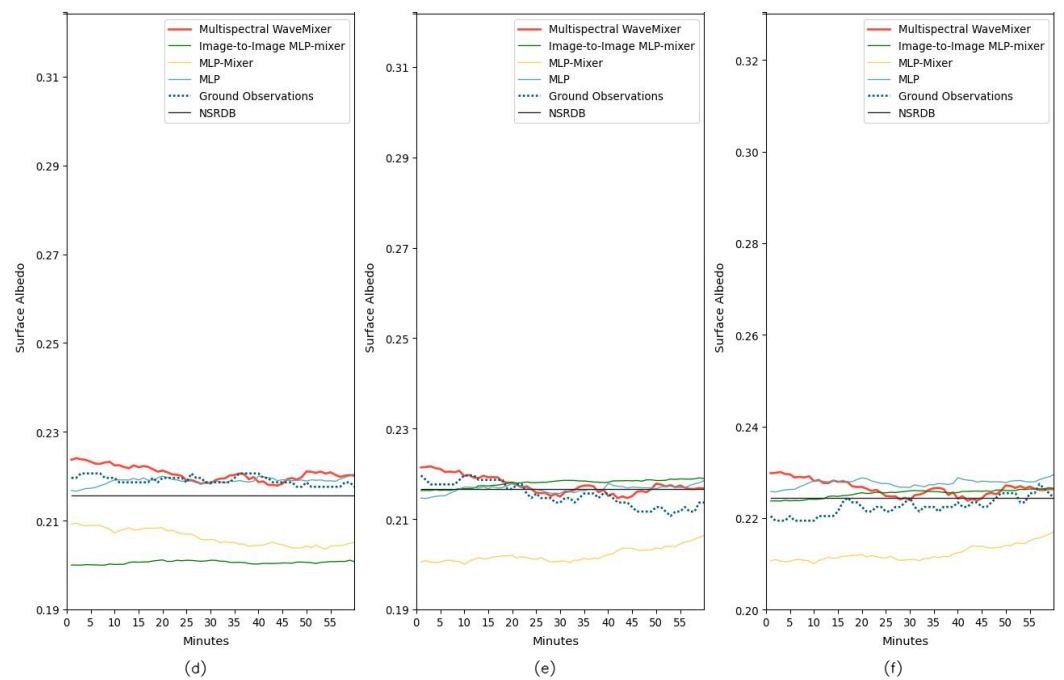 Multispectral WaveMixer
Image-to-Image MLP-mixer
MLP-Mixer
MLP
Ground Observations
NSRDB
0.31
0.29
0.27
0.25
0.23
0.21
0.19
Surface Albedo
0 5 10 15 20 25 30 35 40 45 50 55
Minutes
(d)
Multispectral WaveMixer
Image-to-Image MLP-mixer
MLP-Mixer
MLP
Ground Observations
NSRDB
0.31
0.29
0.27
0.25
0.23
0.21
0.19
Surface Albedo
0 5 10 15 20 25 30 35 40 45 50 55
Minutes
(e)
Multispectral WaveMixer
Image-to-Image MLP-mixer
MLP-Mixer
MLP
Ground Observations
NSRDB
0.32
0.30
0.28
0.26
0.24
0.22
0.20
Surface Albedo
0 5 10 15 20 25 30 35 40 45 50 55
Minutes
(f)